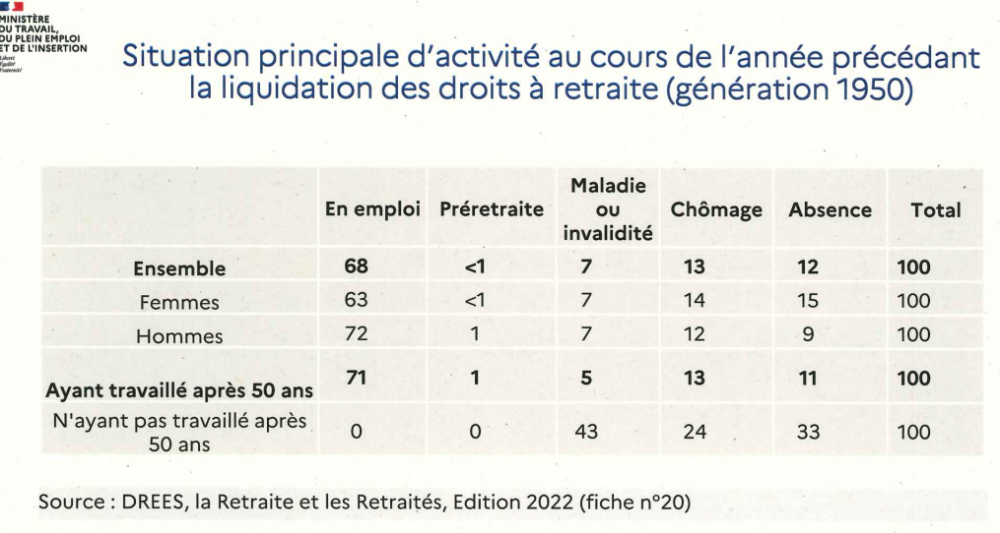 MINISTÈRE
DU TRAVAIL,
DU PLEIN EMPLOI
ET DE L'INSERTION
Liberté
Égalité
Fraternité
Situation principale d'activité au cours de l'année précédant
la liquidation des droits à retraite (génération 1950)
En emploi Préretraite Maladie ou invalidité Chômage Absence Total
Ensemble 68 <1 7 13 12 100
Femmes 63 <1 7 14 15 100
Hommes 72 1 7 12 9 100
Ayant travaillé après 50 ans 71 1 5 13 11 100
N'ayant pas travaillé après 50 ans 0 0 43 24 33 100
Source : DREES, la Retraite et les Retraités, Edition 2022 (fiche n°20)